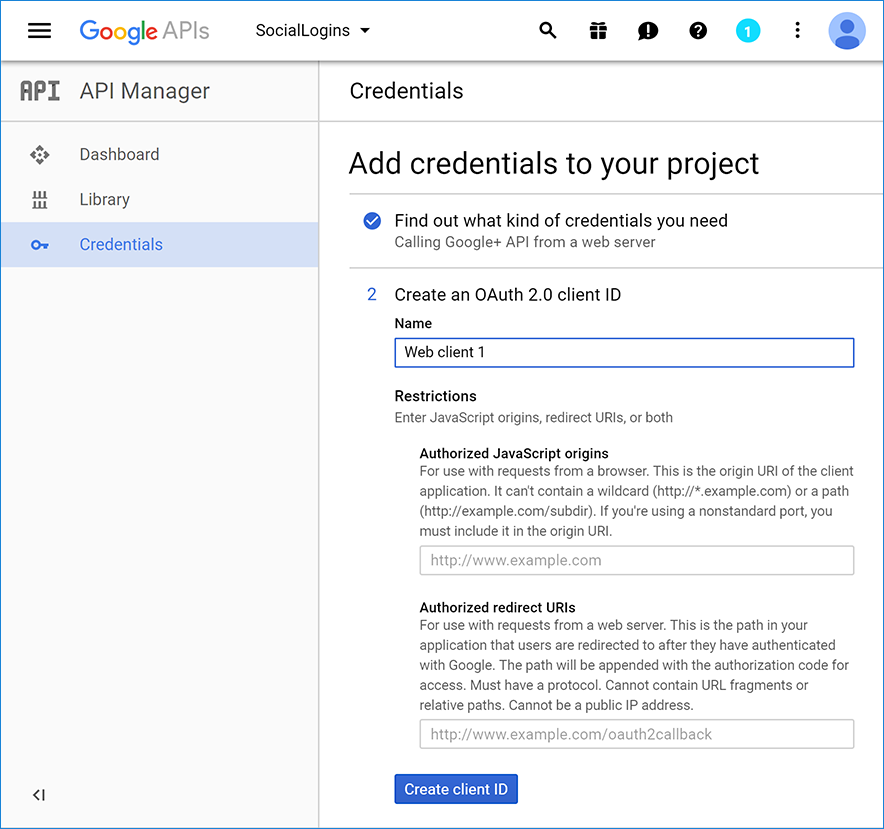 Google APIs SocialLogins 1
API API Manager
Credentials
Dashboard
Library
Credentials
Add credentials to your project
Find out what kind of credentials you need
Calling Google+ API from a web server
2 Create an OAuth 2.0 client ID
Name
Web client 1
Restrictions
Enter JavaScript origins, redirect URIs, or both
Authorized JavaScript origins
For use with requests from a browser. This is the origin URI of the client
application. It can't contain a wildcard (http://*.example.com) or a path
(http://example.com/subdir). If you're using a nonstandard port, you
must include it in the origin URI.
http://www.example.com
Authorized redirect URIs
For use with requests from a web server. This is the path in your
application that users are redirected to after they have authenticated
with Google. The path will be appended with the authorization code for
access. Must have a protocol. Cannot contain URL fragments or
relative paths. Cannot be a public IP address.
http://www.example.com/oauth2callback
Create client ID